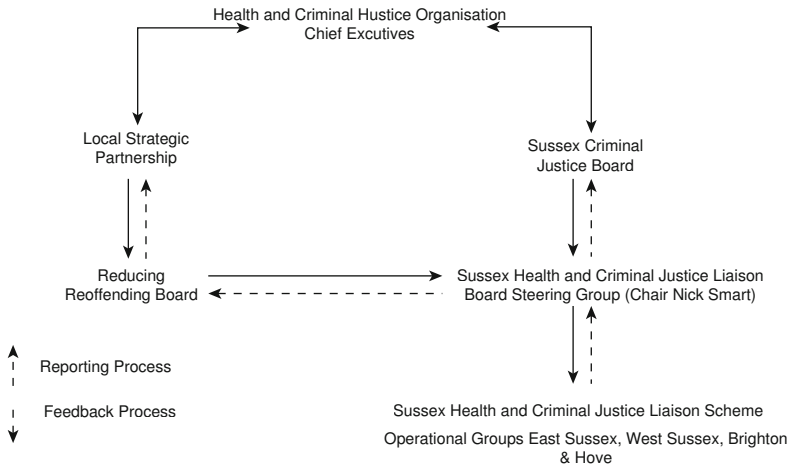 Health and Criminal Hustice Organisation
Chief Excutives
Local Strategic
Partnership
Sussex Criminal
Justice Board
Reducing
Reoffending Board
Sussex Health and Criminal Justice Liaison
Board Steering Group (Chair Nick Smart)
Reporting Process
Feedback Process
Sussex Health and Criminal Justice Liaison Scheme
Operational Groups East Sussex, West Sussex, Brighton
& Hove